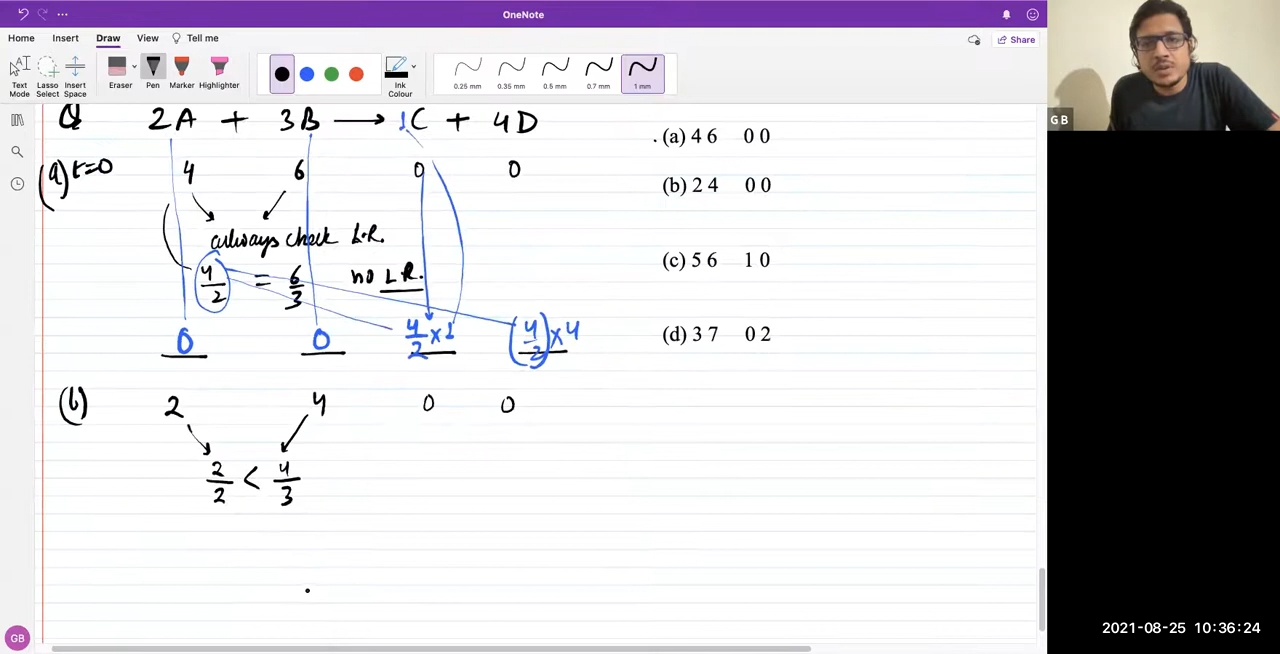 OneNote
Home Insert Draw View Tell me
Share
Text Mode
Lasso Select
Insert Space
Eraser
Pen
Marker
Highlighter
Ink Colour
0.25 mm 0.35 mm 0.5 mm 0.7 mm 1 mm
Q 2A + 3B → 1C + 4D
(a) t=0 4 6 0 0
always check L.R.
4/2 = 6/3 no L.R.
0 0 4/2 × 1 (4/2) × 4
(b) 2 4 0 0
2/2 < 4/3
. (a) 4 6 0 0
(b) 2 4 0 0
(c) 5 6 1 0
(d) 3 7 0 2
GB
GB
2021-08-25 10:36:24